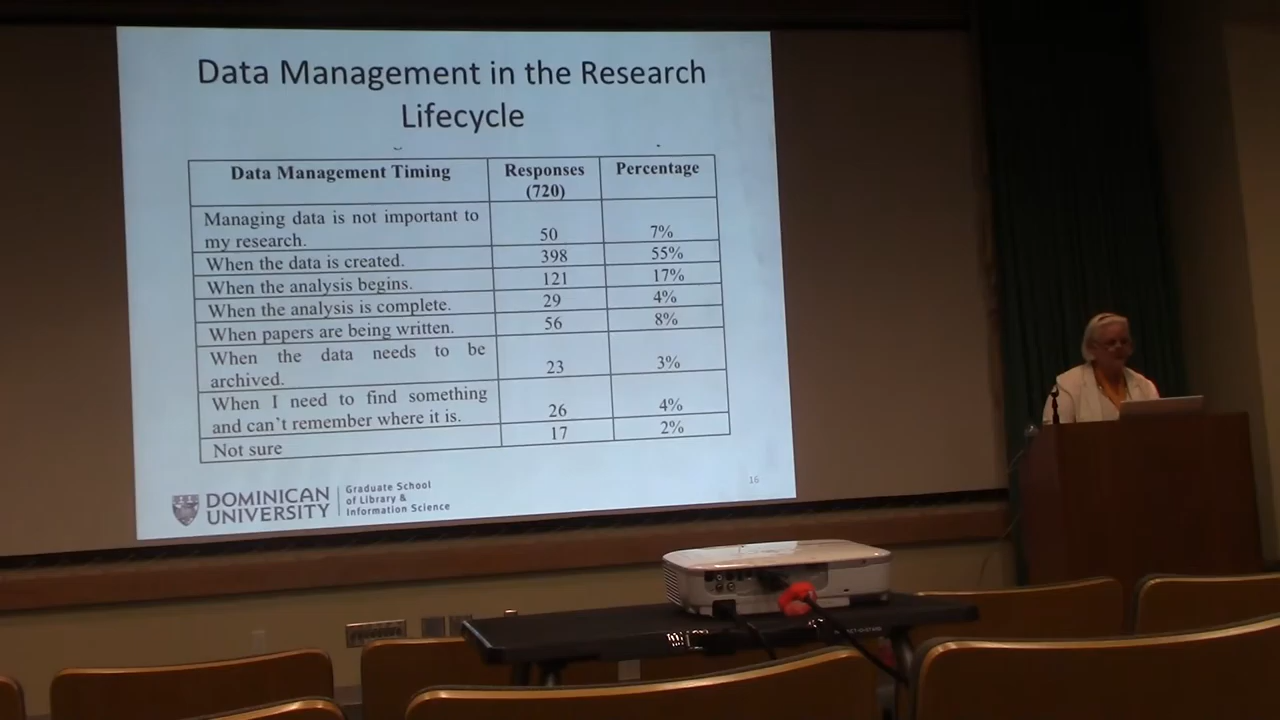 Data Management in the Research
Lifecycle
Data Management Timing
Responses
(720)
Percentage
Managing data is not important to
my research.
50
7%
When the data is created.
398
55%
When the analysis begins.
121
17%
When the analysis is complete.
29
4%
When papers are being written.
56
8%
When the data needs to be
archived.
23
3%
When I need to find something
and can't remember where it is.
26
4%
Not sure
17
2%
DOMINICAN
UNIVERSITY
Graduate School
of Library &
Information Science
16